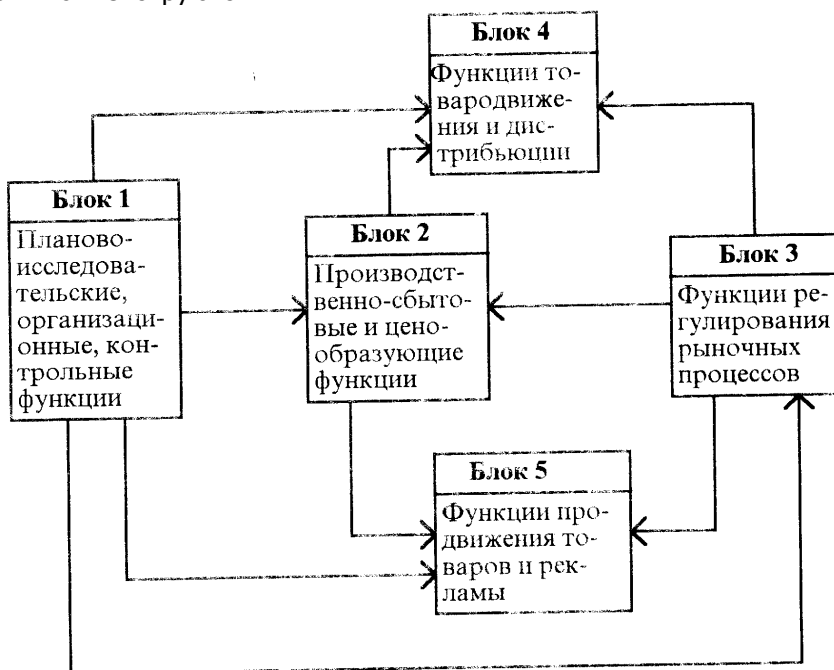 Блок 4
Функции то-
вародвиже-
ния и дис-
трибьюции
Блок 1
Планово-
исследова-
тельские,
организаци-
онные, кон-
трольные
функции
Блок 2
Производст-
венно-сбыто-
вые и цено-
образующие
функции
Блок 3
Функции ре-
гулирования
рыночных
процессов
Блок 5
Функции про-
движения то-
варов и рек-
ламы